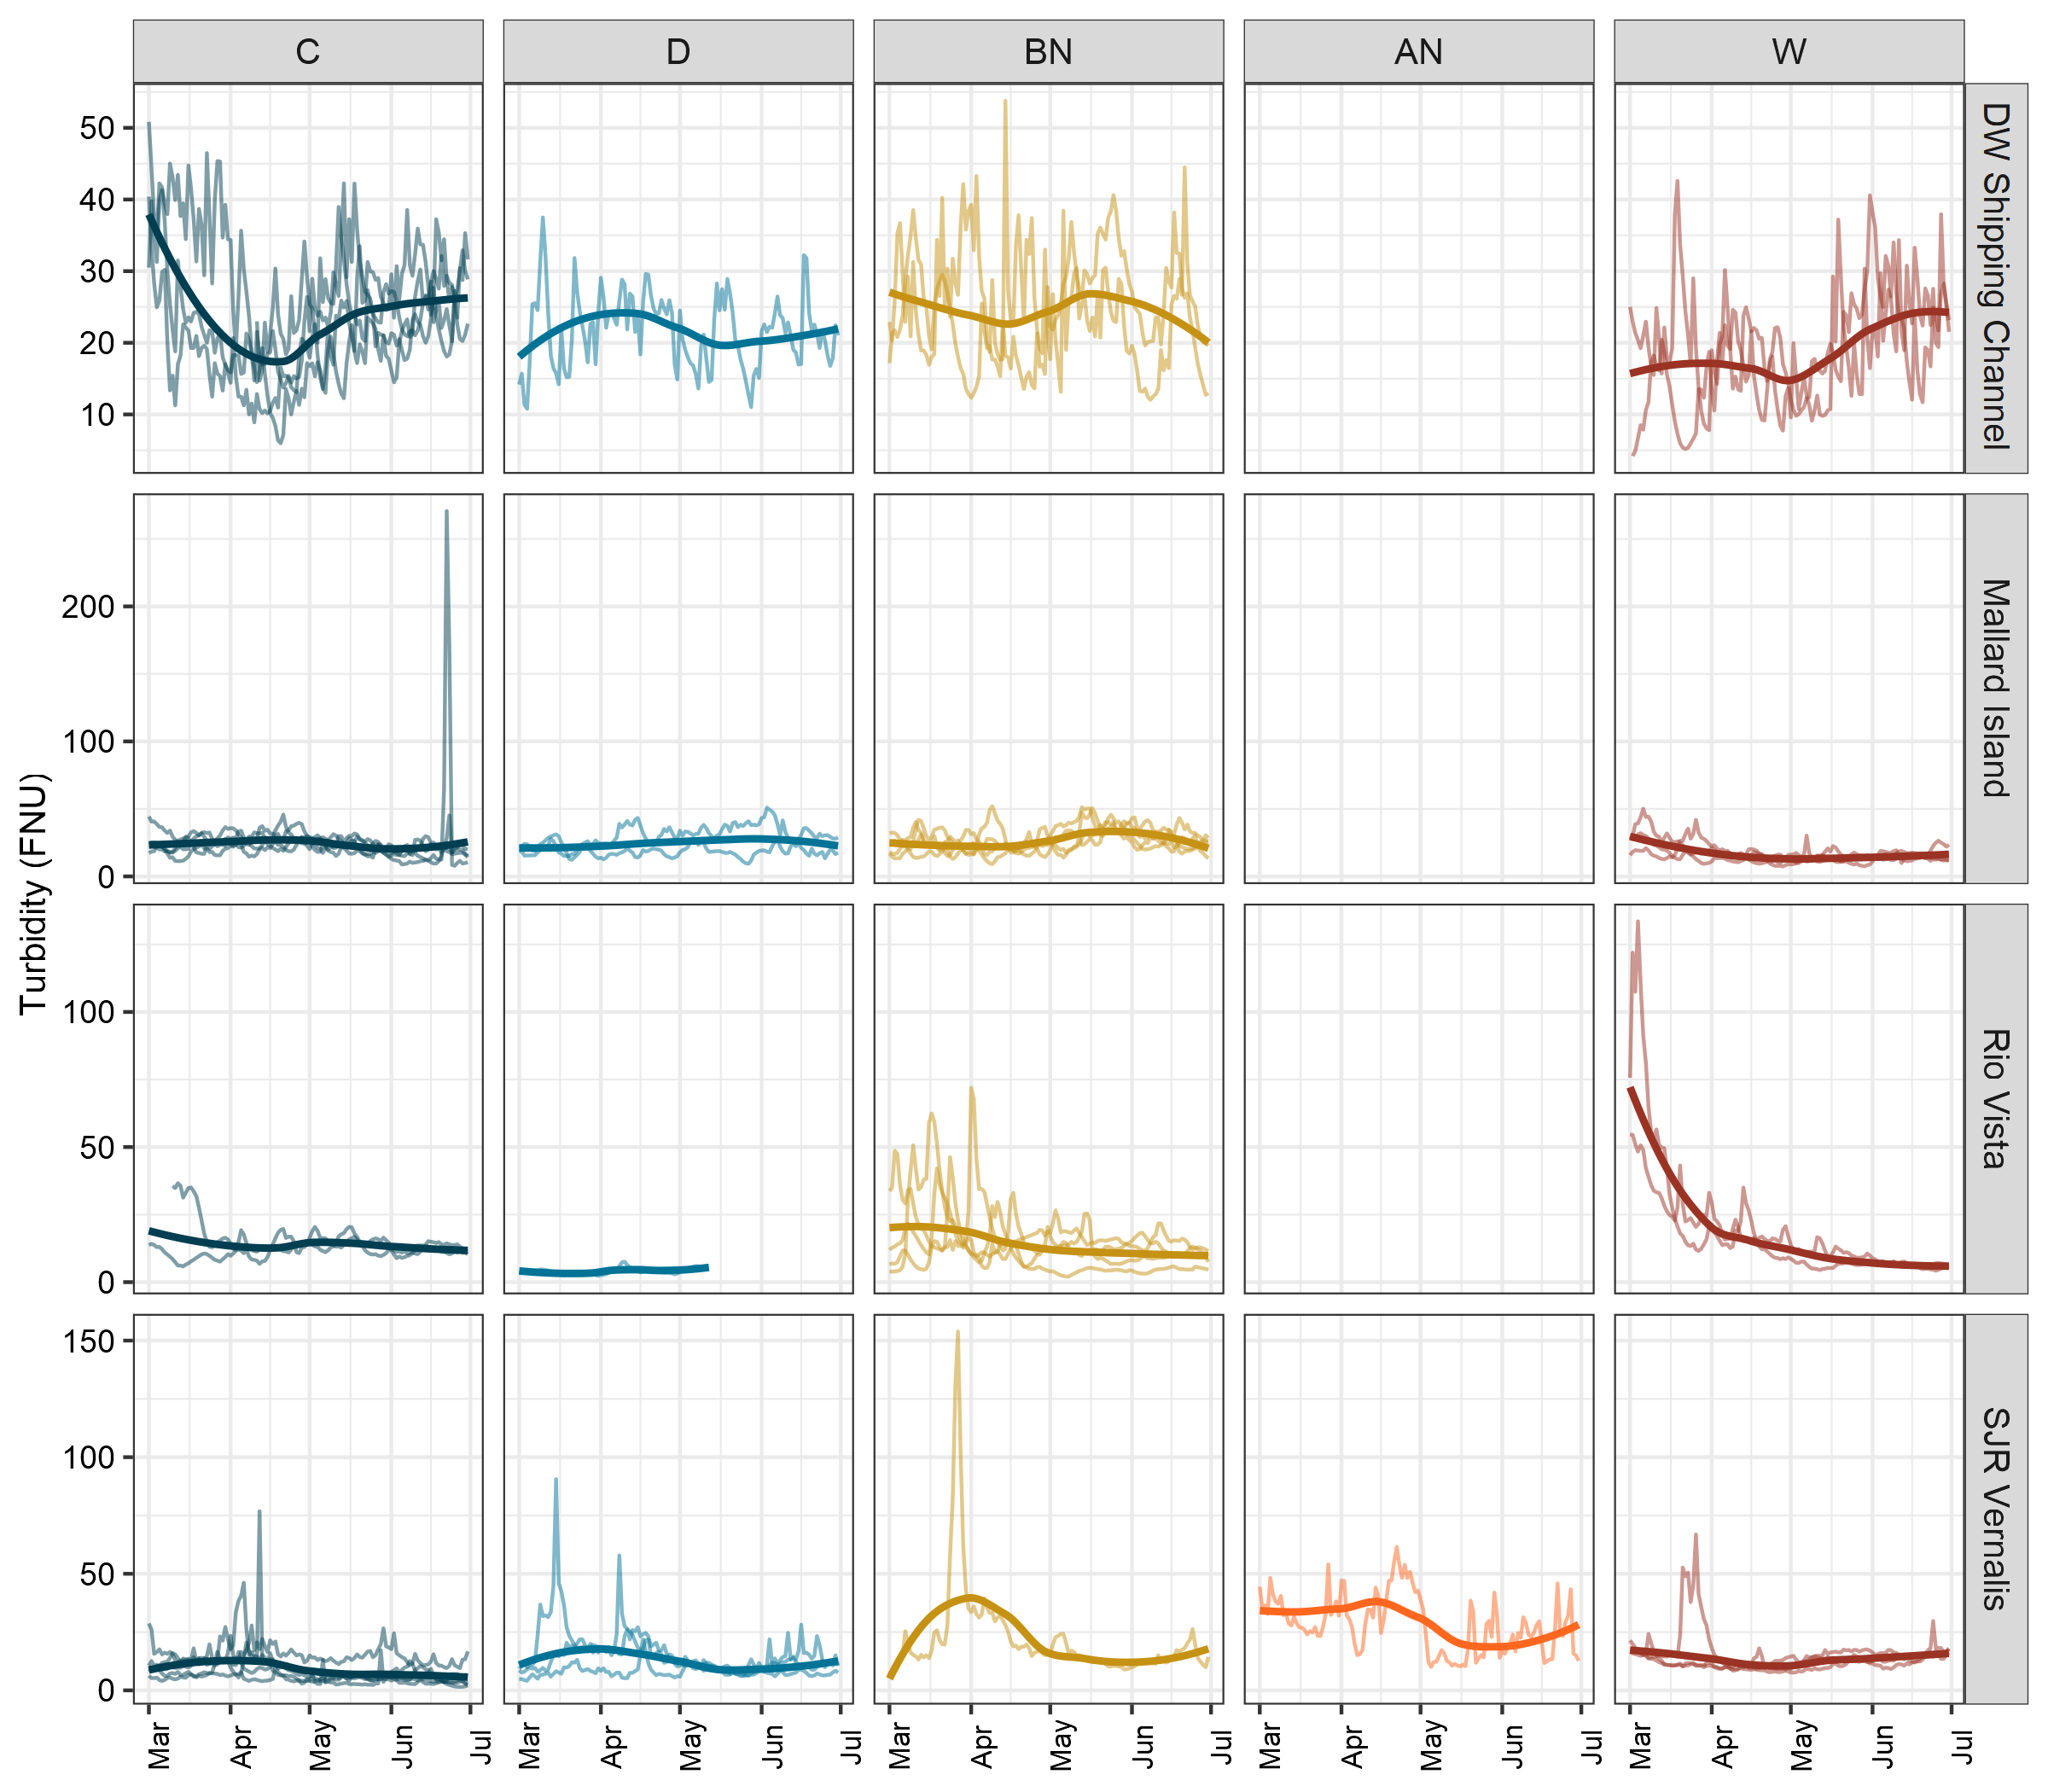 C D BN AN W
50
40
30
20
10
DW Shipping Channel
200
100
0
Mallard Island
Turbidity (FNU)
100
50
0
Rio Vista
150
100
50
0
SJR Vernalis
Mar Apr May Jun Jul Mar Apr May Jun Jul Mar Apr May Jun Jul Mar Apr May Jun Jul Mar Apr May Jun Jul